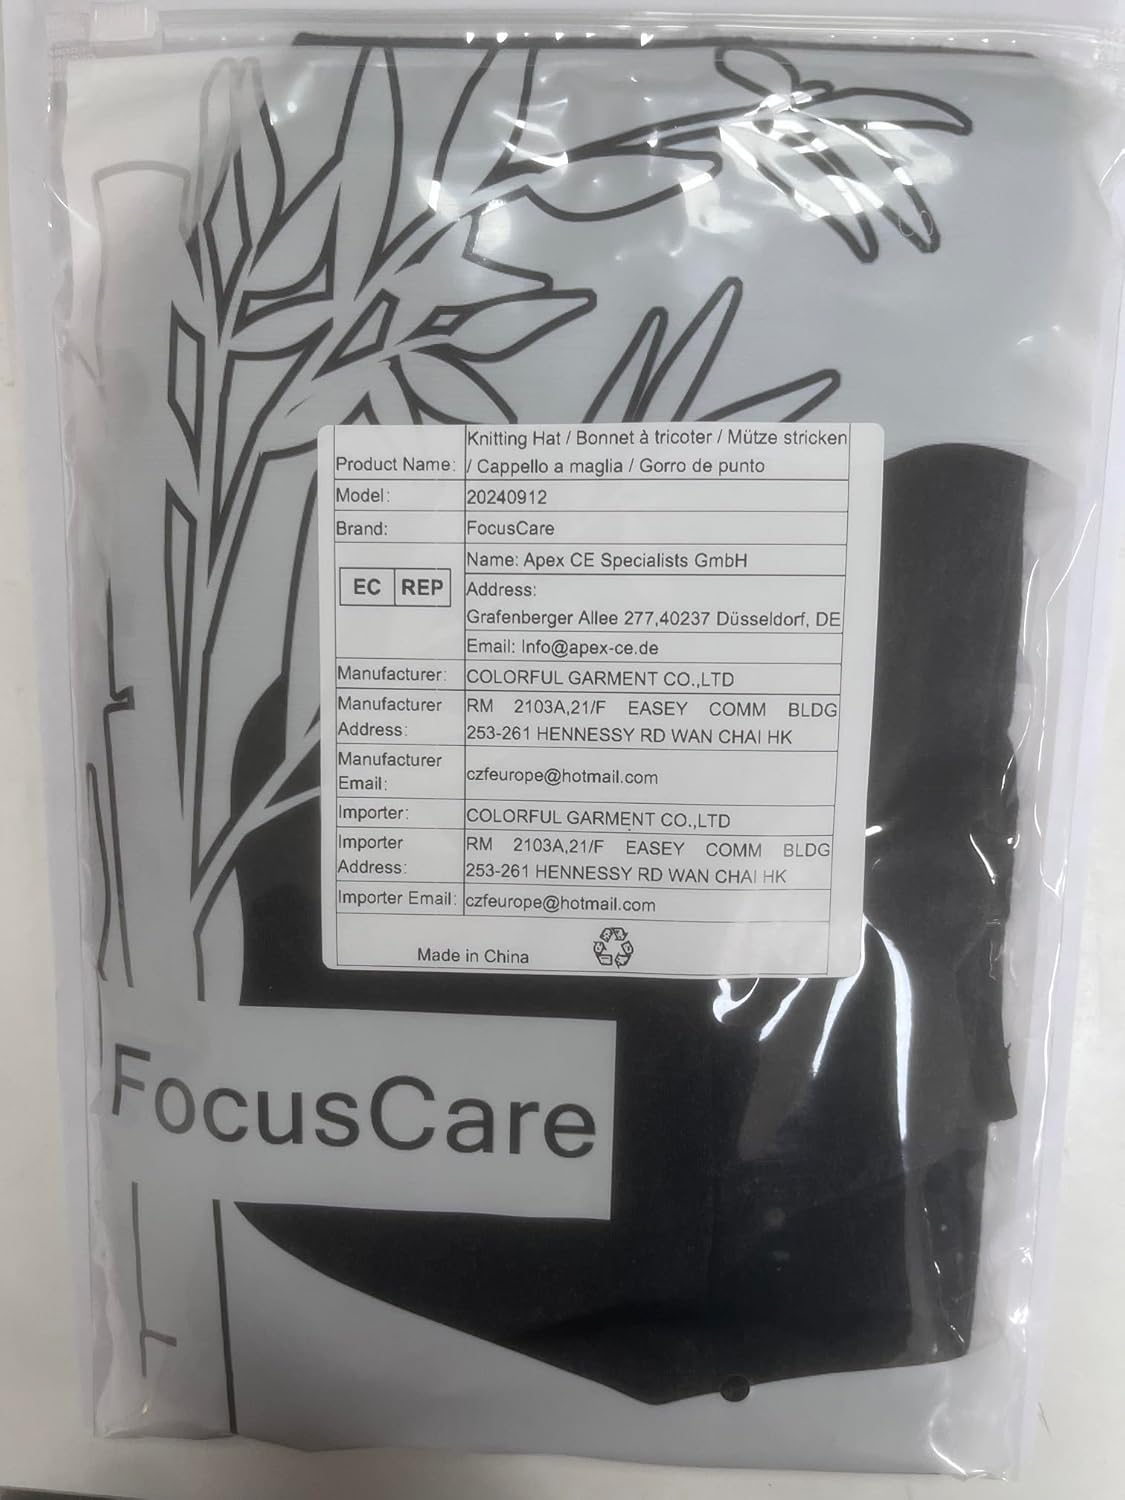 Knitting Hat / Bonnet à tricoter / Mütze stricken
Product Name: / Cappello a maglia / Gorro de punto
Model: 20240912
Brand: FocusCare
Name: Apex CE Specialists GmbH
EC REP
Address:
Grafenberger Allee 277,40237 Düsseldorf, DE
Email: Info@apex-ce.de
Manufacturer: COLORFUL GARMENT CO.,LTD
Manufacturer RM 2103A,21/F EASEY COMM BLDG
Address: 253-261 HENNESSY RD WAN CHAI HK
Manufacturer
Email: czfeurope@hotmail.com
Importer: COLORFUL GARMENT CO.,LTD
Importer RM 2103A,21/F EASEY COMM BLDG
Address: 253-261 HENNESSY RD WAN CHAI HK
Importer Email: czfeurope@hotmail.com
Made in China
FocusCare